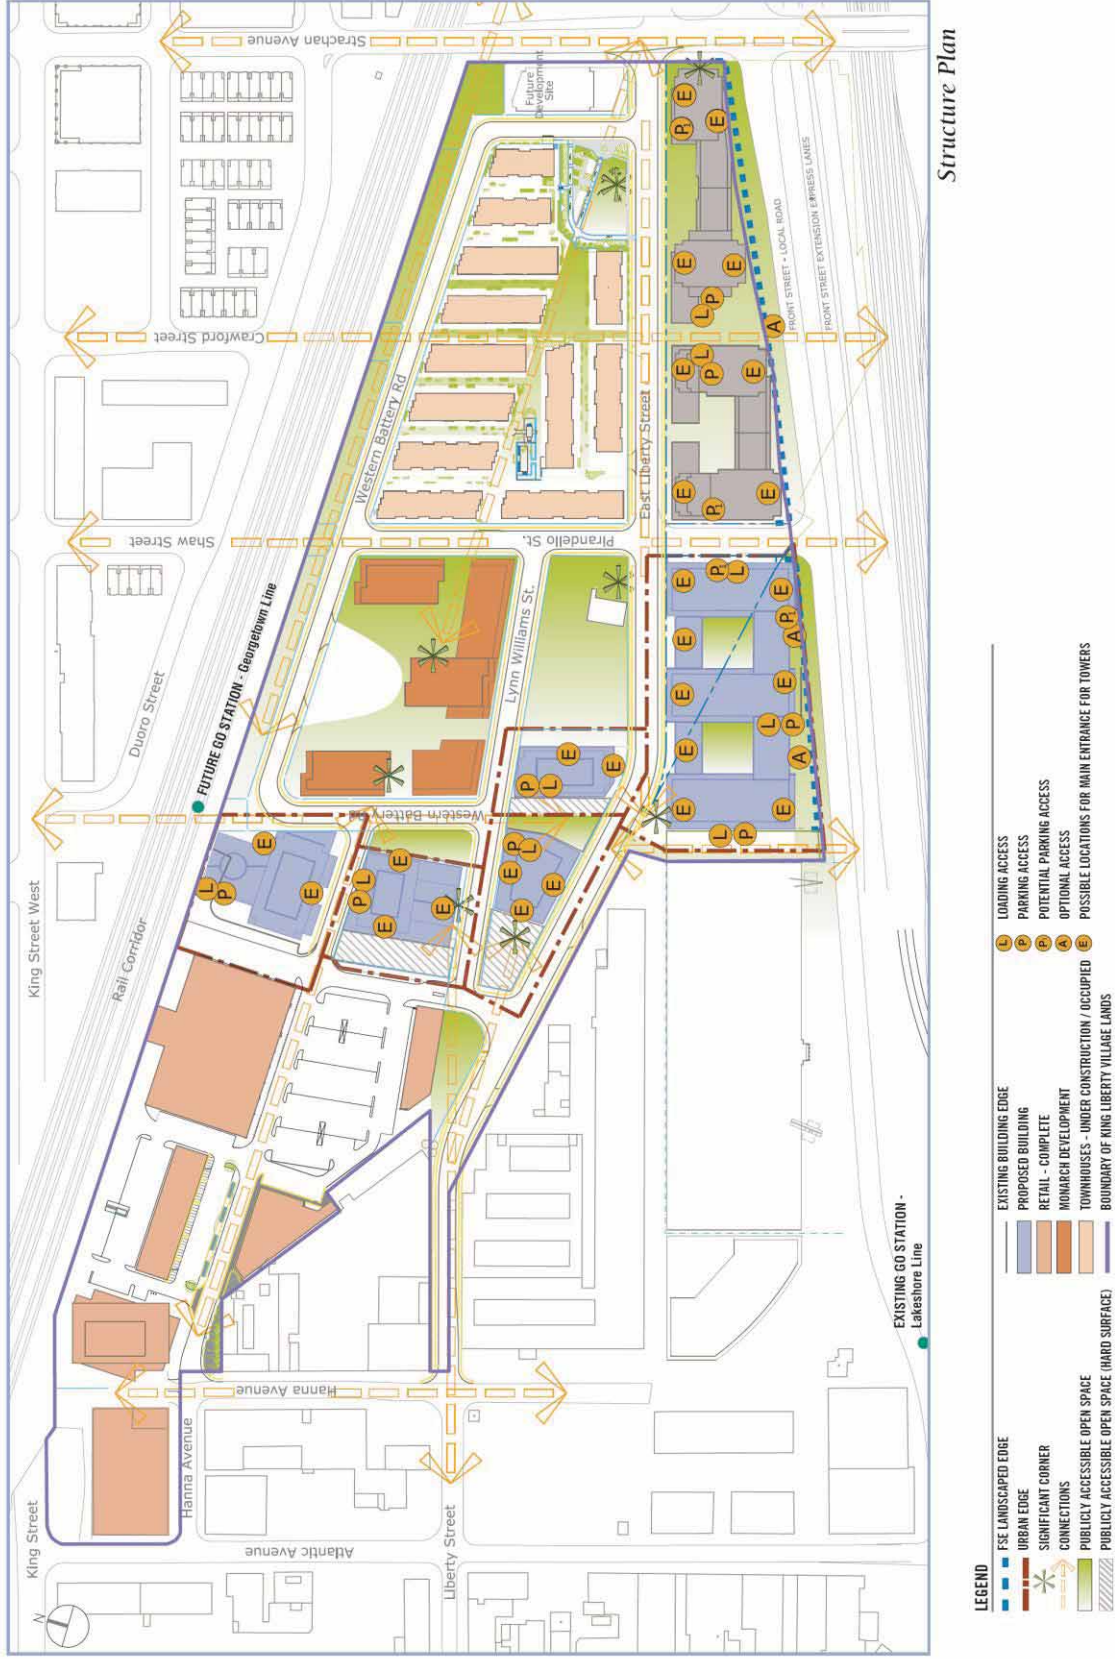 Structure Plan
King Street
King Street West
Rail Corridor
Duoro Street
FUTURE GO STATION - Georgetown Line
Shaw Street
Crawford Street
Strachan Avenue
Hanna Avenue
Hanna Avenue
Atlantic Avenue
Liberty Street
Western Battery Rd
Western Battery Rd
Lynn Williams St.
Pirandello St.
East Liberty Street
Future
Development
Site
FRONT STREET - LOCAL ROAD
FRONT STREET EXTENSION EXPRESS LANES
EXISTING GO STATION -
Lakeshore Line
N
L
P
E
E
P
L
E
E
E
E
P
L
E
E
P
L
E
E
L
P
E
E
E
E
E
E
L
P
A
A
P1
E
P1
L
E
E
P1
E
E
P
L
E
L
P
E
E
A
E
P1
E
LEGEND
FSE LANDSCAPED EDGE
URBAN EDGE
SIGNIFICANT CORNER
CONNECTIONS
PUBLICLY ACCESSIBLE OPEN SPACE
PUBLICLY ACCESSIBLE OPEN SPACE (HARD SURFACE)
EXISTING BUILDING EDGE
PROPOSED BUILDING
RETAIL - COMPLETE
MONARCH DEVELOPMENT
TOWNHOUSES - UNDER CONSTRUCTION / OCCUPIED
BOUNDARY OF KING LIBERTY VILLAGE LANDS
L LOADING ACCESS
P PARKING ACCESS
P1 POTENTIAL PARKING ACCESS
A OPTIONAL ACCESS
E POSSIBLE LOCATIONS FOR MAIN ENTRANCE FOR TOWERS